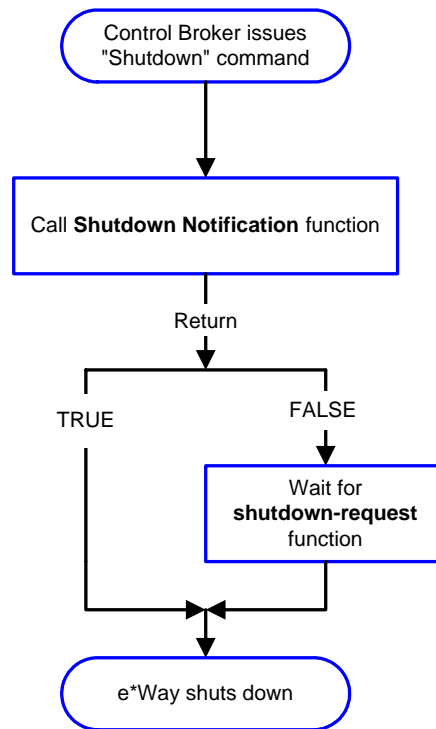 Control Broker issues
"Shutdown" command
Call Shutdown Notification function
Return
TRUE
FALSE
Wait for
shutdown-request
function
e*Way shuts down